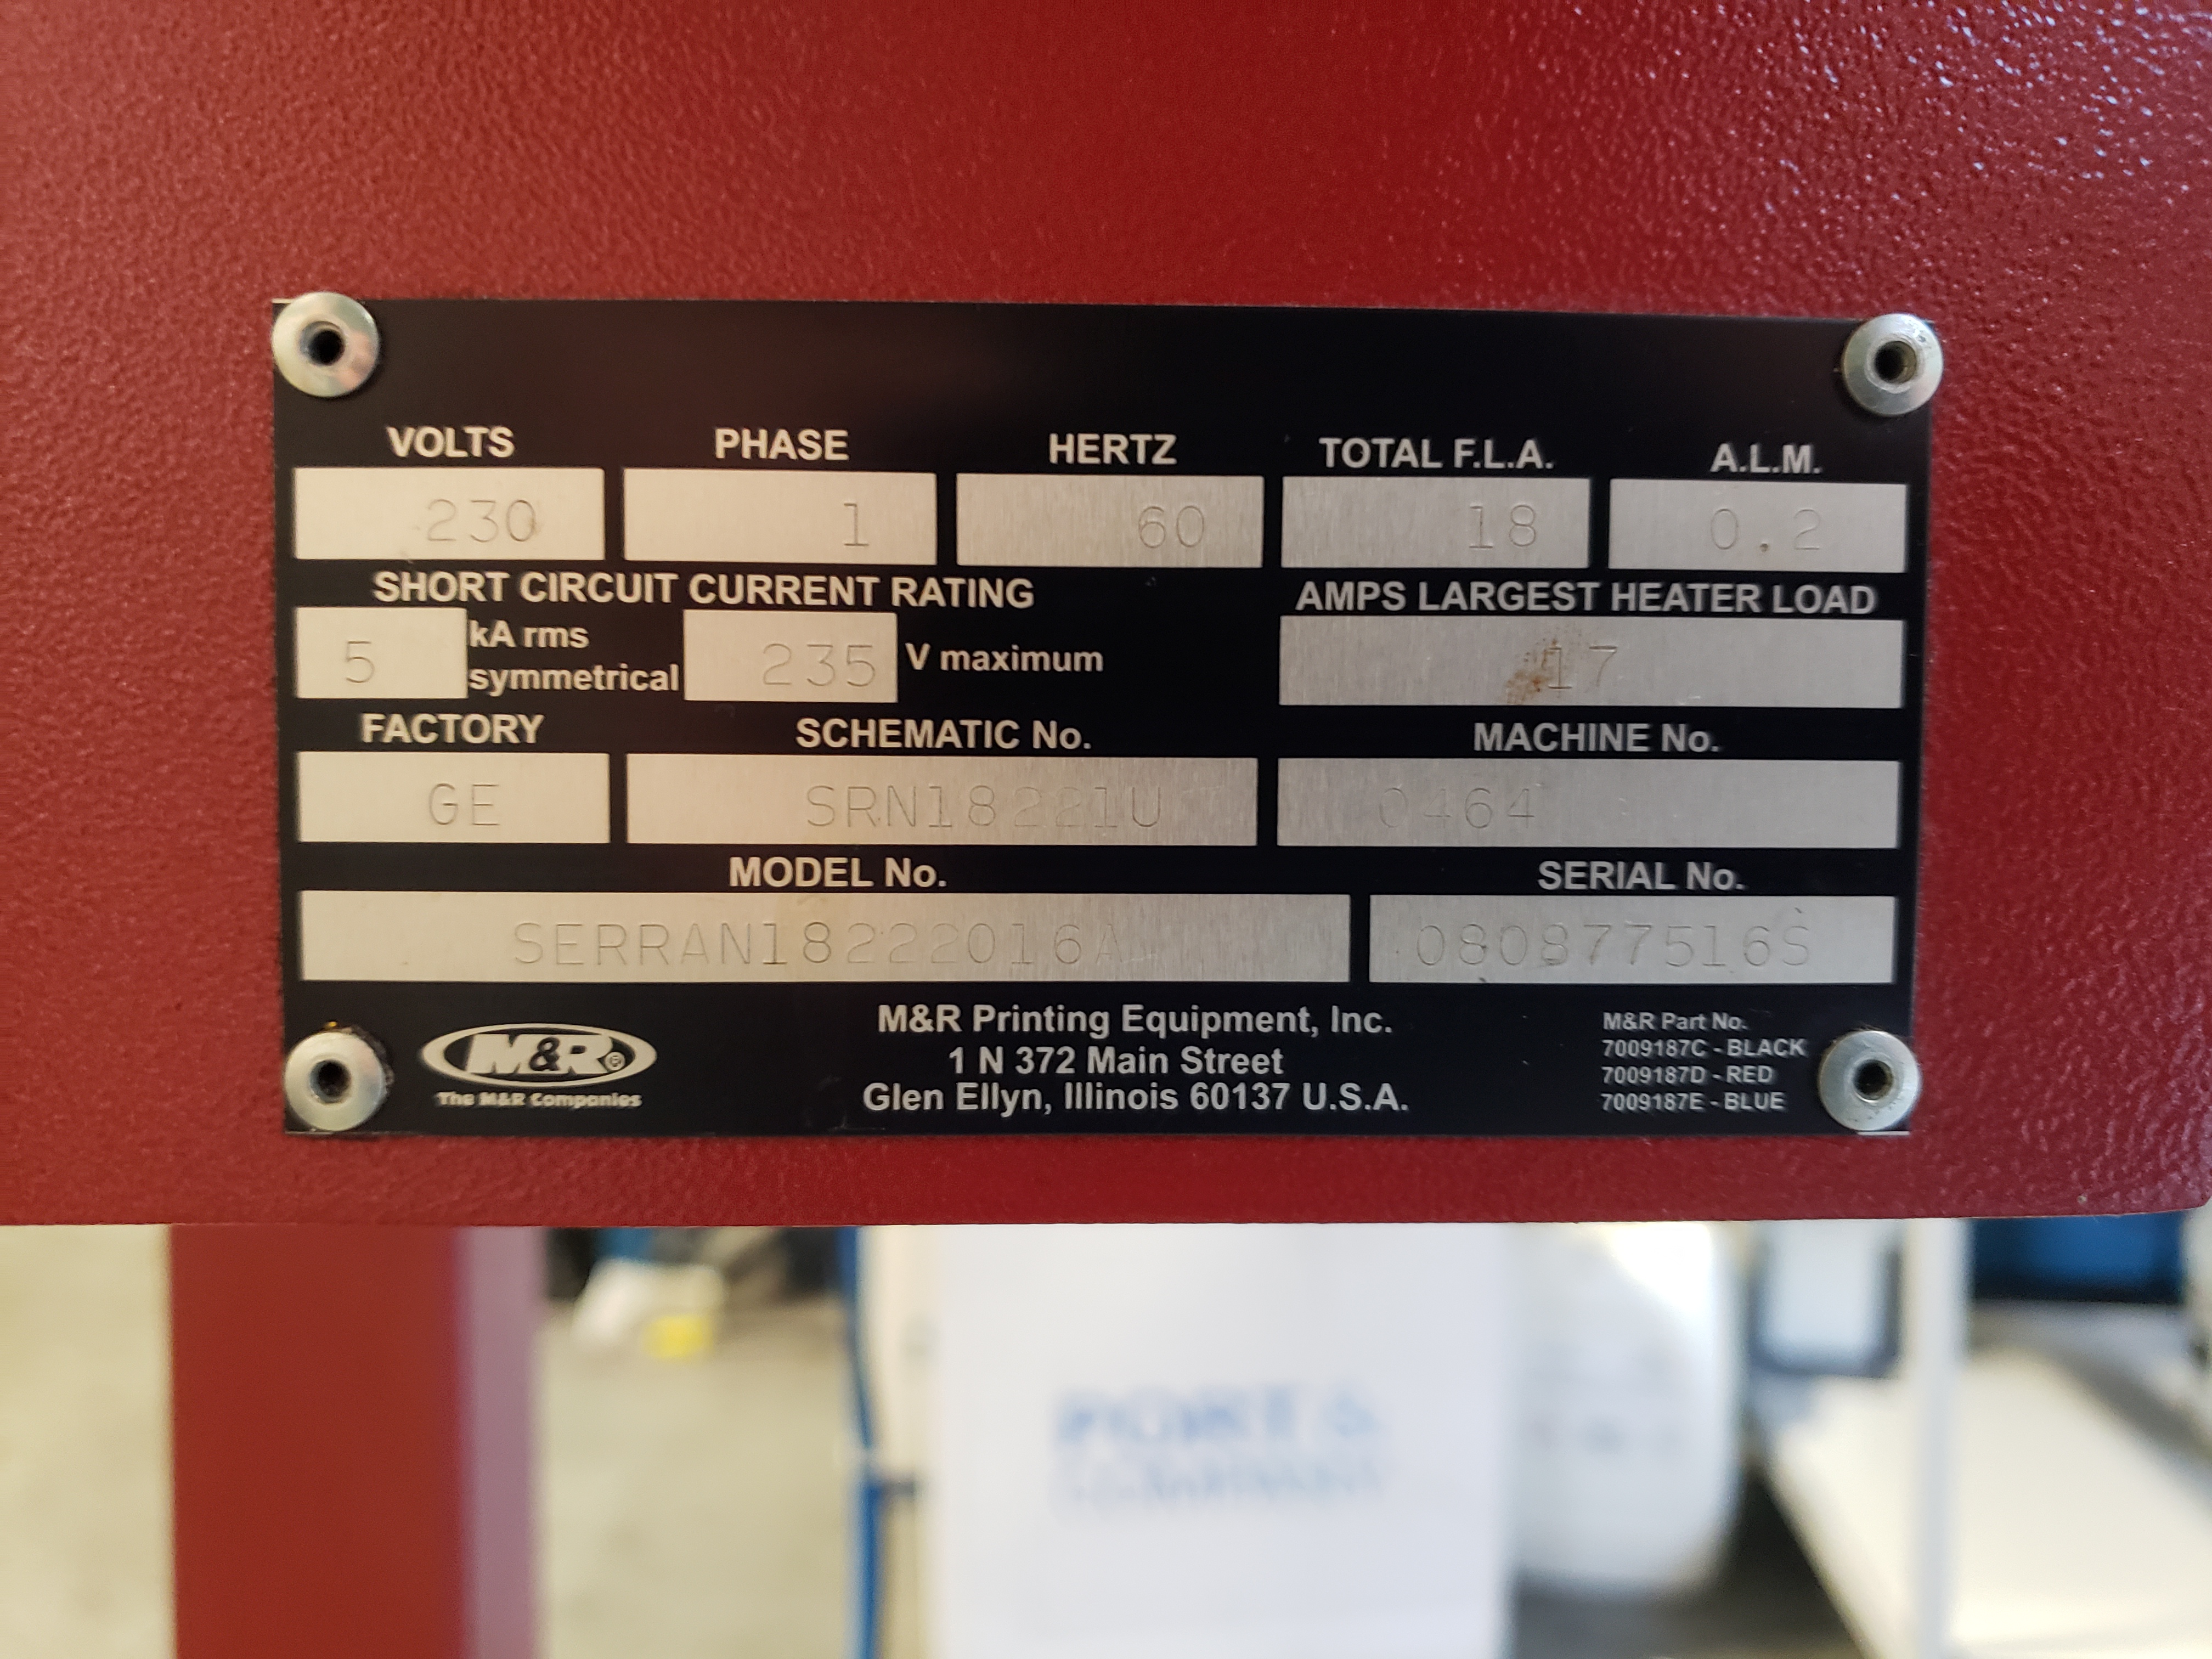 VOLTS PHASE HERTZ TOTAL F.L.A. A.L.M.
230 1 60 18 0.2
SHORT CIRCUIT CURRENT RATING AMPS LARGEST HEATER LOAD
5 kA rms symmetrical 235 V maximum 17
FACTORY SCHEMATIC No. MACHINE No.
GE SRN18221U 0464
MODEL No. SERIAL No.
SERRAN18222016A 080877516S
M&R®
The M&R Companies
M&R Printing Equipment, Inc.
1 N 372 Main Street
Glen Ellyn, Illinois 60137 U.S.A.
M&R Part No.
7009187C - BLACK
7009187D - RED
7009187E - BLUE
PORT &
COMPANY